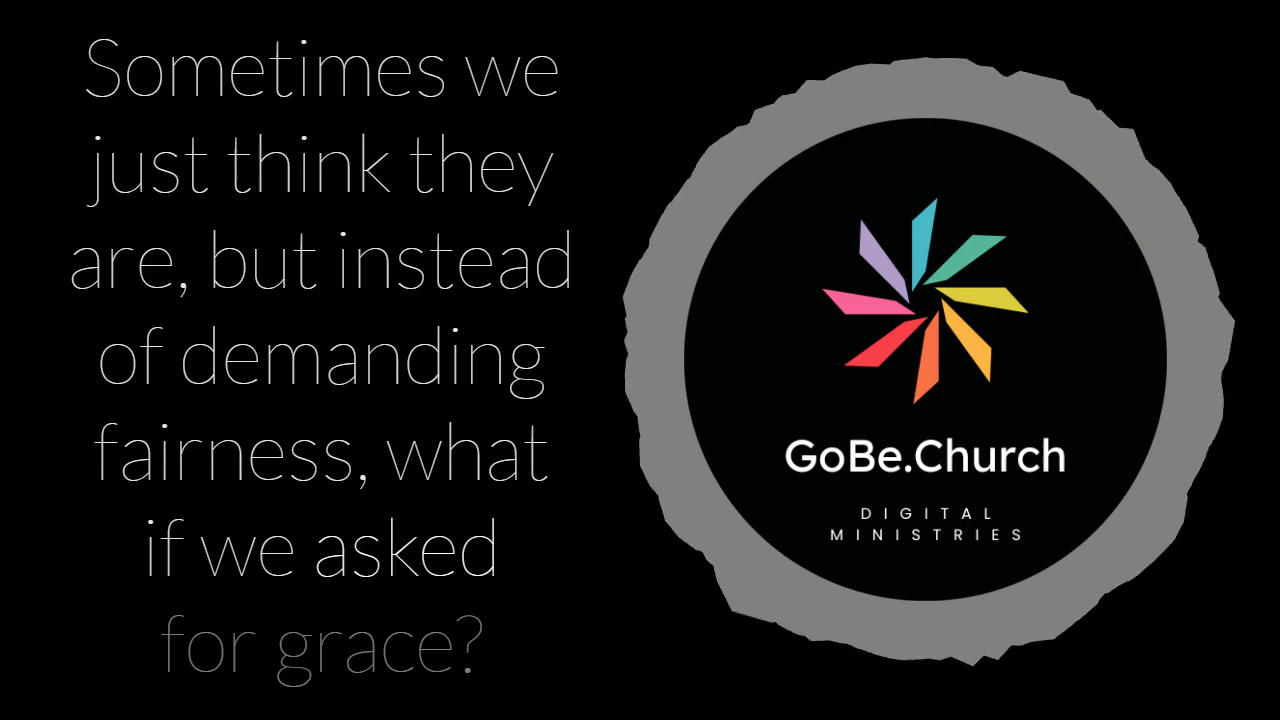 Sometimes we
just think they
are, but instead
of demanding
fairness, what
if we asked
for grace?
GoBe.Church
DIGITAL
MINISTRIES